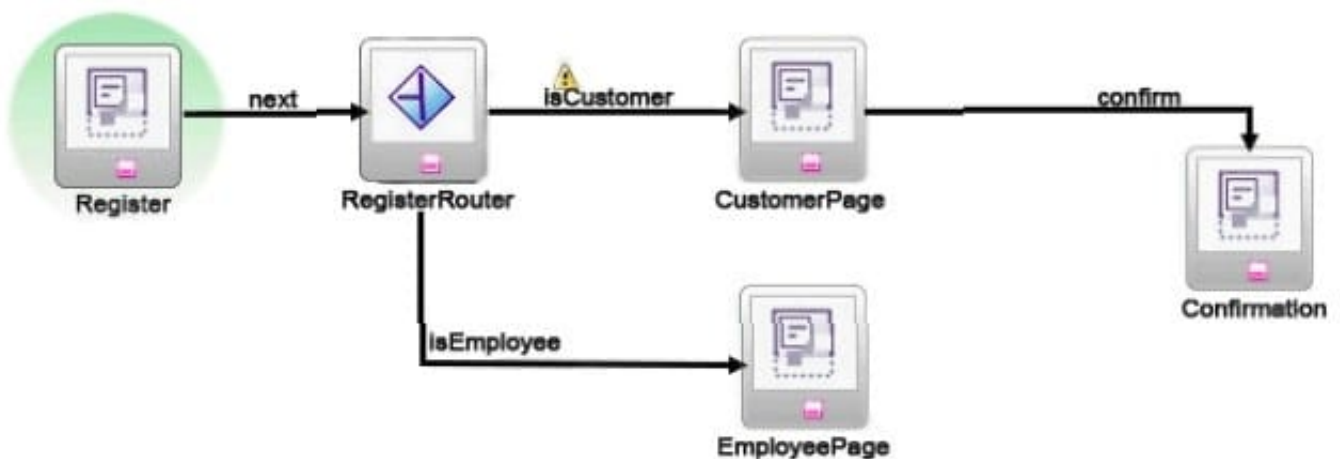 next
isCustomer
confirm
Register
RegisterRouter
CustomerPage
Confirmation
isEmployee
EmployeePage